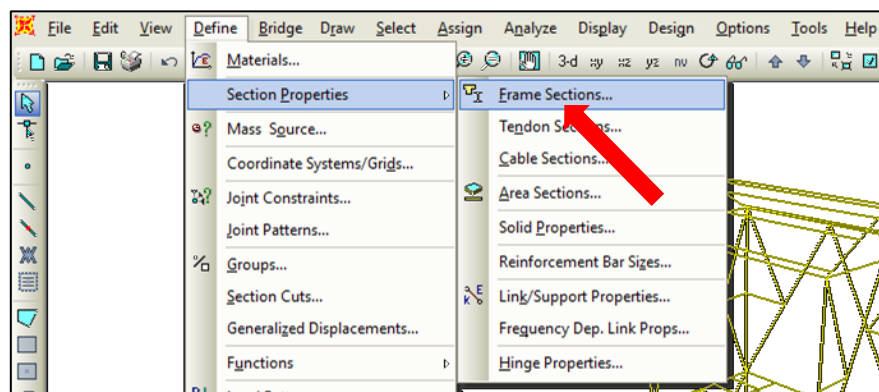 File Edit View Define Bridge Draw Select Assign Analyze Display Design Options Tools Help
3-d xy xz yz nv
Materials...
Section Properties
Mass Source...
Coordinate Systems/Grids...
Joint Constraints...
Joint Patterns...
Groups...
Section Cuts...
Generalized Displacements...
Functions
Frame Sections...
Tendon Sections...
Cable Sections...
Area Sections...
Solid Properties...
Reinforcement Bar Sizes...
Link/Support Properties...
Frequency Dep. Link Props...
Hinge Properties...